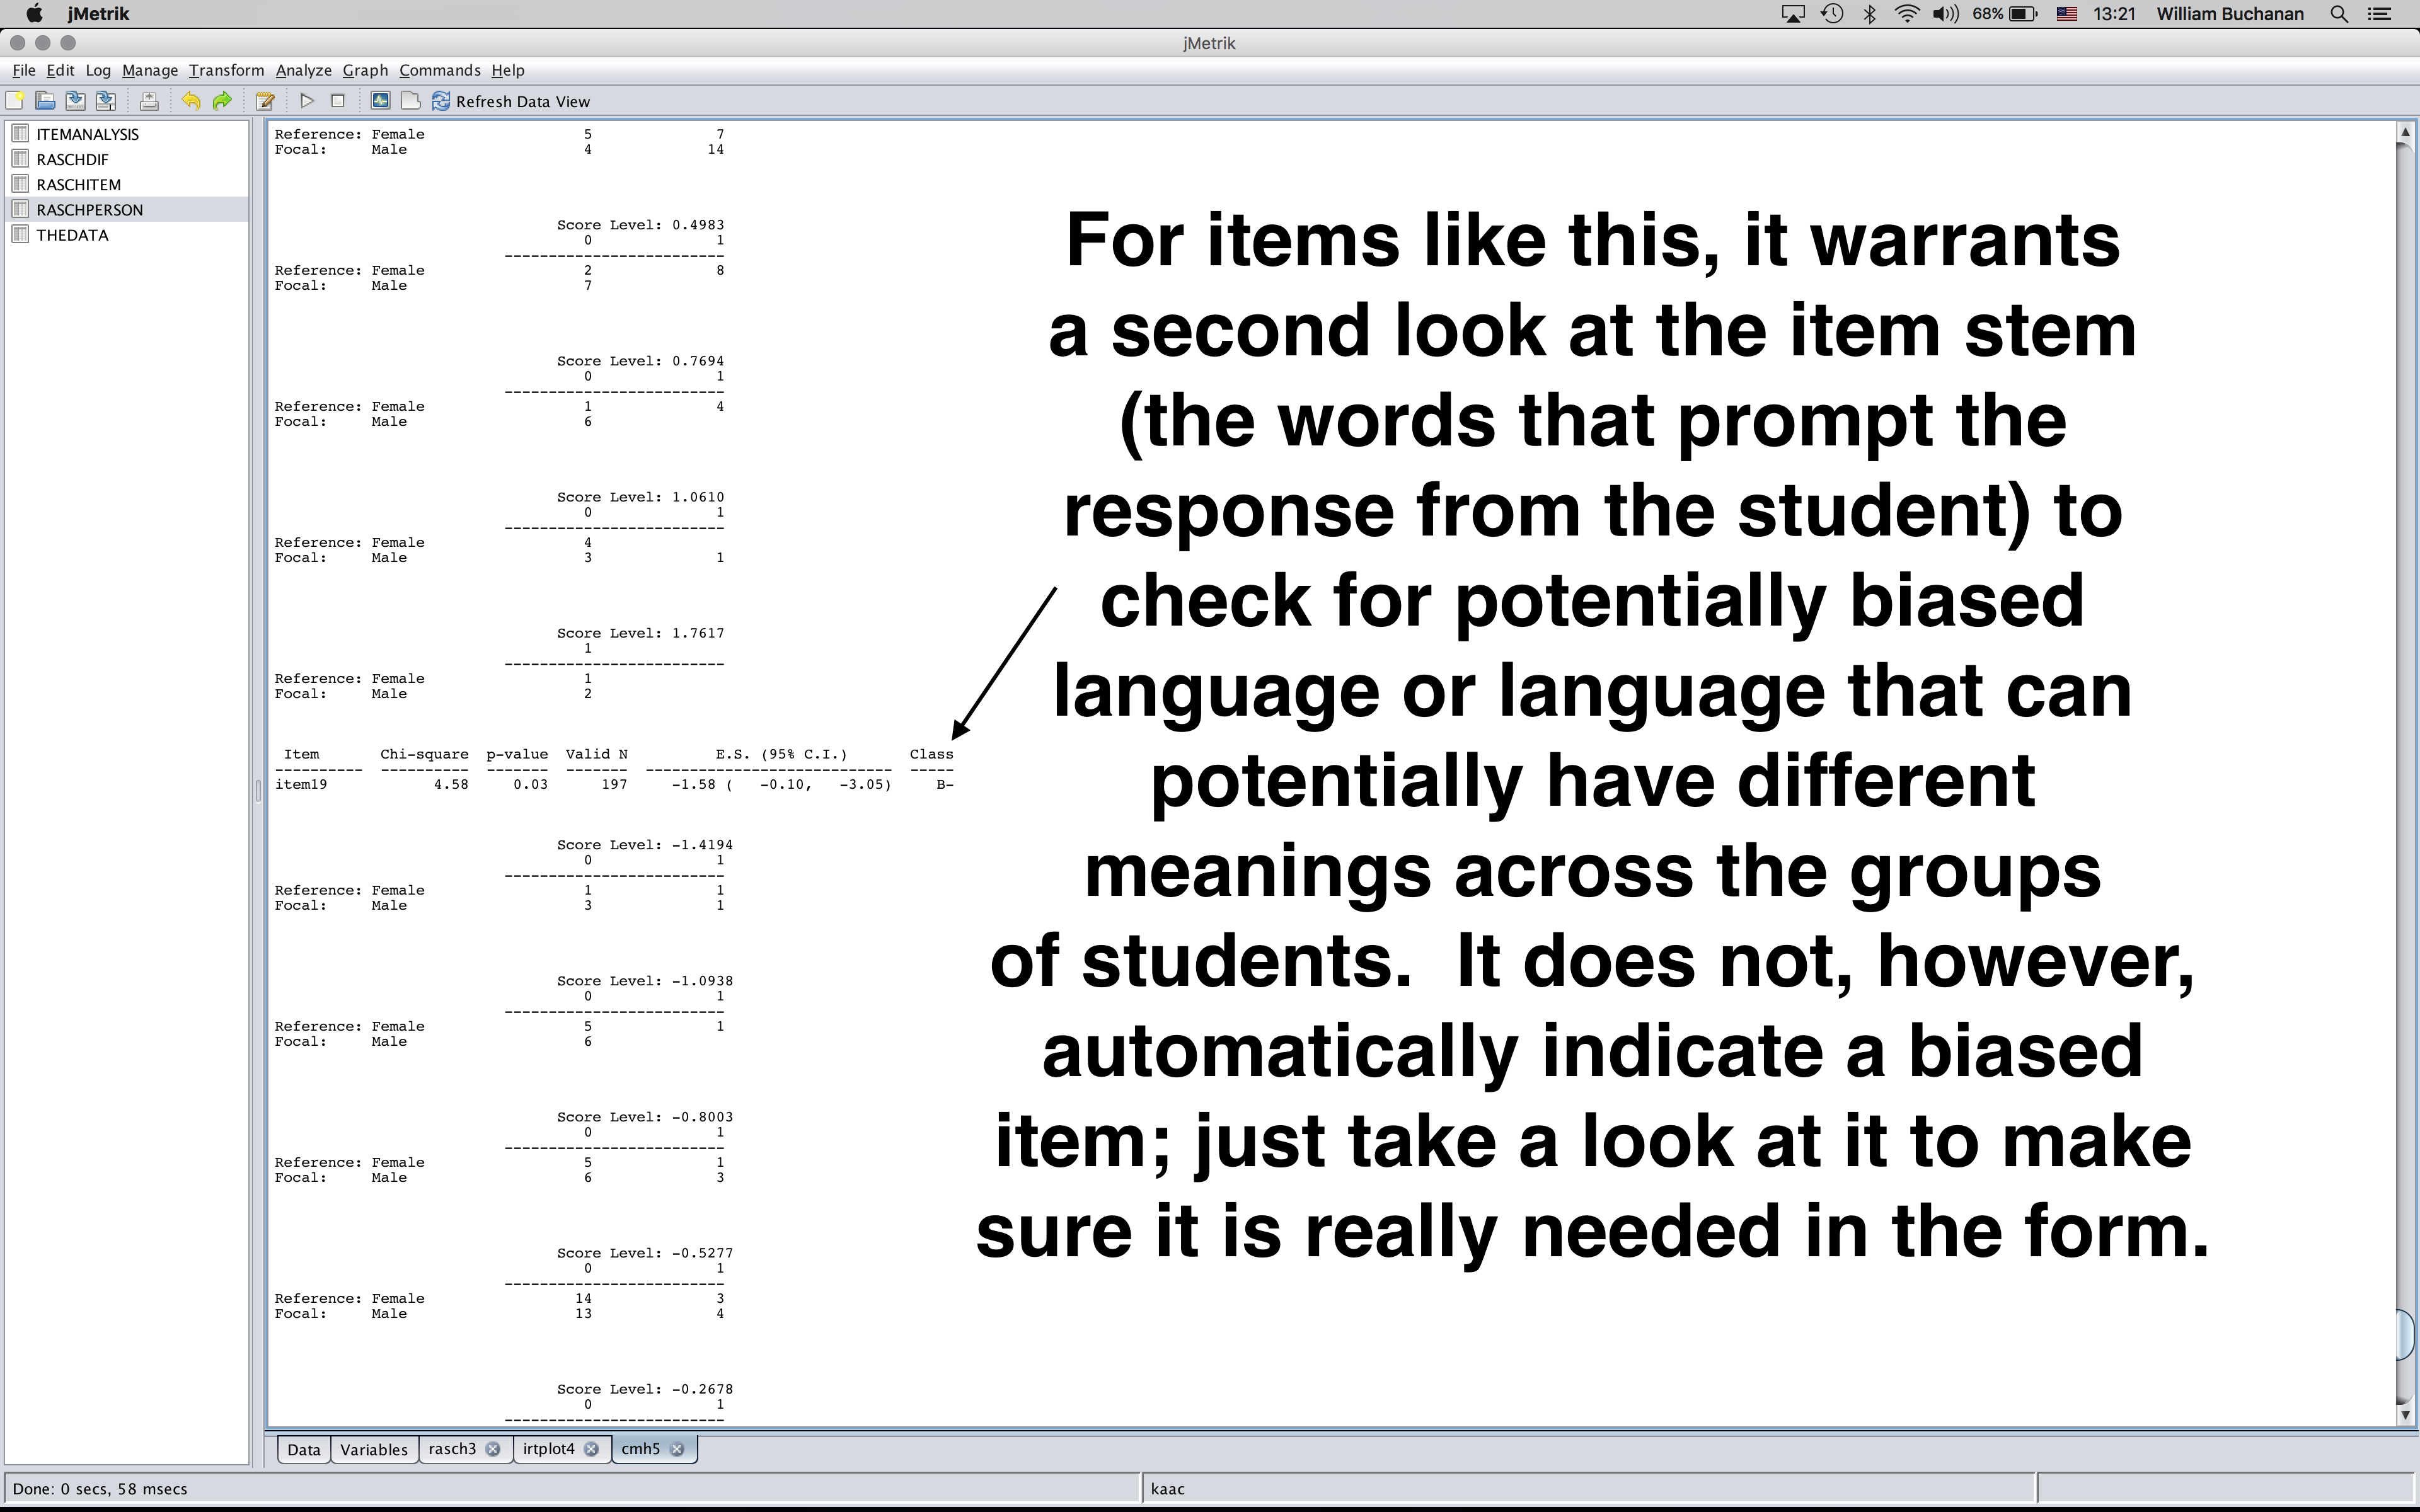 jMetrik 68% 13:21 William Buchanan
jMetrik
File Edit Log Manage Transform Analyze Graph Commands Help
Refresh Data View
ITEMANALYSIS
RASCHDIF
RASCHITEM
RASCHPERSON
THEDATA
Reference: Female 5 7
Focal: Male 4 14
Score Level: 0.4983
0 1
------------------------
Reference: Female 2 8
Focal: Male 7
Score Level: 0.7694
0 1
------------------------
Reference: Female 1 4
Focal: Male 6
Score Level: 1.0610
0 1
------------------------
Reference: Female 4
Focal: Male 3 1
Score Level: 1.7617
1
------------------------
Reference: Female 1
Focal: Male 2
Item Chi-square p-value Valid N E.S. (95% C.I.) Class
---------- ---------- ------- ------- ---------------------------- -----
item19 4.58 0.03 197 -1.58 ( -0.10, -3.05) B-
Score Level: -1.4194
0 1
------------------------
Reference: Female 1 1
Focal: Male 3 1
Score Level: -1.0938
0 1
------------------------
Reference: Female 5 1
Focal: Male 6
Score Level: -0.8003
0 1
------------------------
Reference: Female 5 1
Focal: Male 6 3
Score Level: -0.5277
0 1
------------------------
Reference: Female 14 3
Focal: Male 13 4
Score Level: -0.2678
0 1
------------------------
For items like this, it warrants
a second look at the item stem
(the words that prompt the
response from the student) to
check for potentially biased
language or language that can
potentially have different
meanings across the groups
of students. It does not, however,
automatically indicate a biased
item; just take a look at it to make
sure it is really needed in the form.
Data Variables rasch3 irtplot4 cmh5
Done: 0 secs, 58 msecs kaac